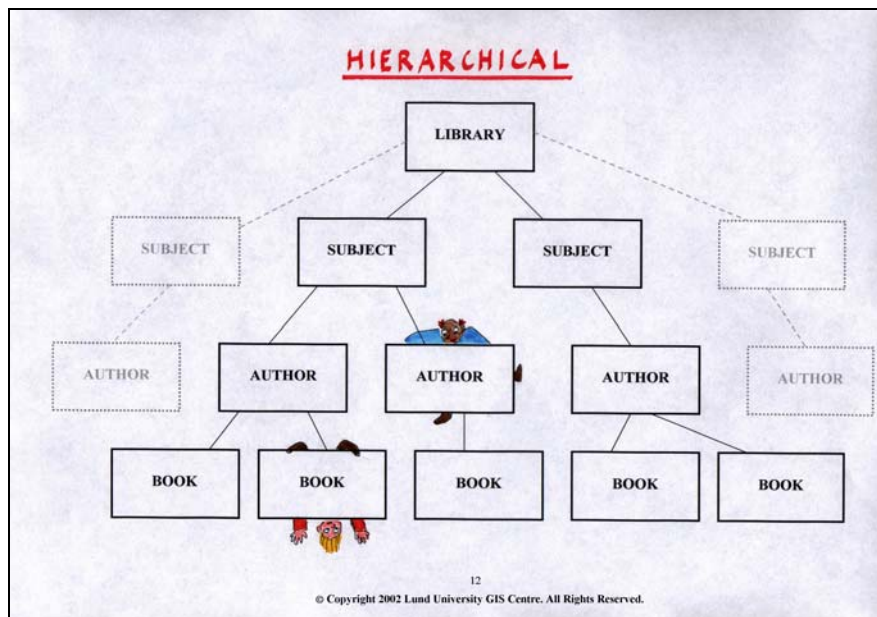 HIERARCHICAL
LIBRARY
SUBJECT SUBJECT SUBJECT SUBJECT
AUTHOR AUTHOR AUTHOR AUTHOR AUTHOR
BOOK BOOK BOOK BOOK BOOK
12
© Copyright 2002 Lund University GIS Centre. All Rights Reserved.